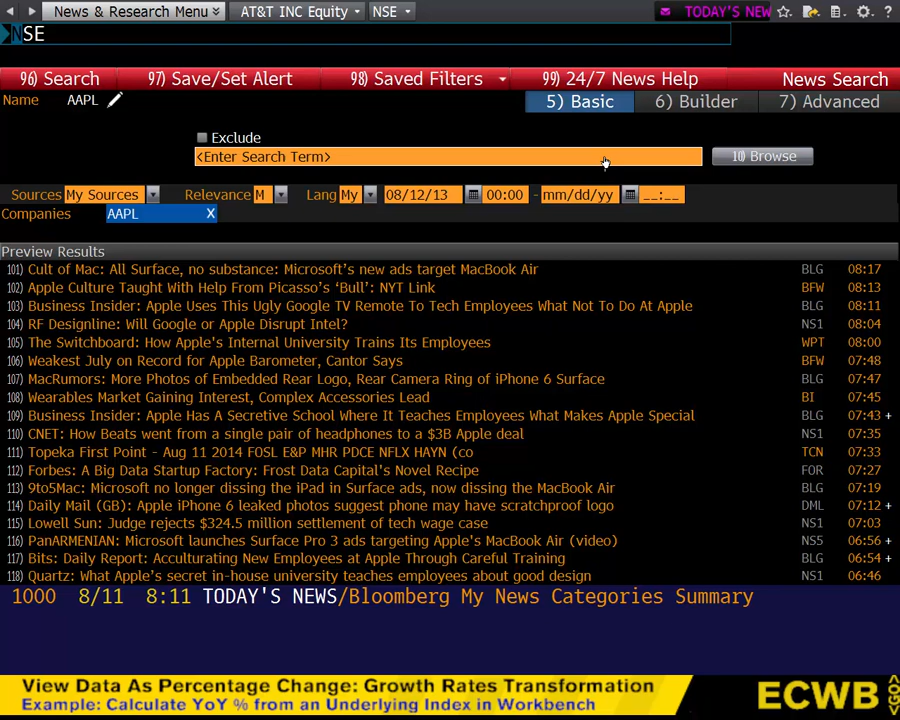 News & Research Menu AT&T INC Equity NSE TODAY'S NEW
NSE
96) Search 97) Save/Set Alert 98) Saved Filters 99) 24/7 News Help News Search
Name AAPL 5) Basic 6) Builder 7) Advanced
Exclude
<Enter Search Term> 10) Browse
Sources My Sources Relevance M Lang My 08/12/13 00:00 - mm/dd/yy __:__
Companies AAPL X
Preview Results
101) Cult of Mac: All Surface, no substance: Microsoft's new ads target MacBook Air BLG 08:17
102) Apple Culture Taught With Help From Picasso's 'Bull': NYT Link BFW 08:13
103) Business Insider: Apple Uses This Ugly Google TV Remote To Tech Employees What Not To Do At Apple BLG 08:11
104) RF Designline: Will Google or Apple Disrupt Intel? NS1 08:04
105) The Switchboard: How Apple's Internal University Trains Its Employees WPT 08:00
106) Weakest July on Record for Apple Barometer, Cantor Says BFW 07:48
107) MacRumors: More Photos of Embedded Rear Logo, Rear Camera Ring of iPhone 6 Surface BLG 07:47
108) Wearables Market Gaining Interest, Complex Accessories Lead BI 07:45
109) Business Insider: Apple Has A Secretive School Where It Teaches Employees What Makes Apple Special BLG 07:43 +
110) CNET: How Beats went from a single pair of headphones to a $3B Apple deal NS1 07:35
111) Topeka First Point - Aug 11 2014 FOSL E&P MHR PDCE NFLX HAYN (co TCN 07:33
112) Forbes: A Big Data Startup Factory: Frost Data Capital's Novel Recipe FOR 07:27
113) 9to5Mac: Microsoft no longer dissing the iPad in Surface ads, now dissing the MacBook Air BLG 07:19
114) Daily Mail (GB): Apple iPhone 6 leaked photos suggest phone may have scratchproof logo DML 07:12 +
115) Lowell Sun: Judge rejects $324.5 million settlement of tech wage case NS1 07:03
116) PanARMENIAN: Microsoft launches Surface Pro 3 ads targeting Apple's MacBook Air (video) NS5 06:56 +
117) Bits: Daily Report: Acculturating New Employees at Apple Through Careful Training BLG 06:54 +
118) Quartz: What Apple's secret in-house university teaches employees about good design NS1 06:46
1000 8/11 8:11 TODAY'S NEWS/Bloomberg My News Categories Summary
View Data As Percentage Change: Growth Rates Transformation
Example: Calculate YoY % from an Underlying Index in Workbench
ECWB <GO>